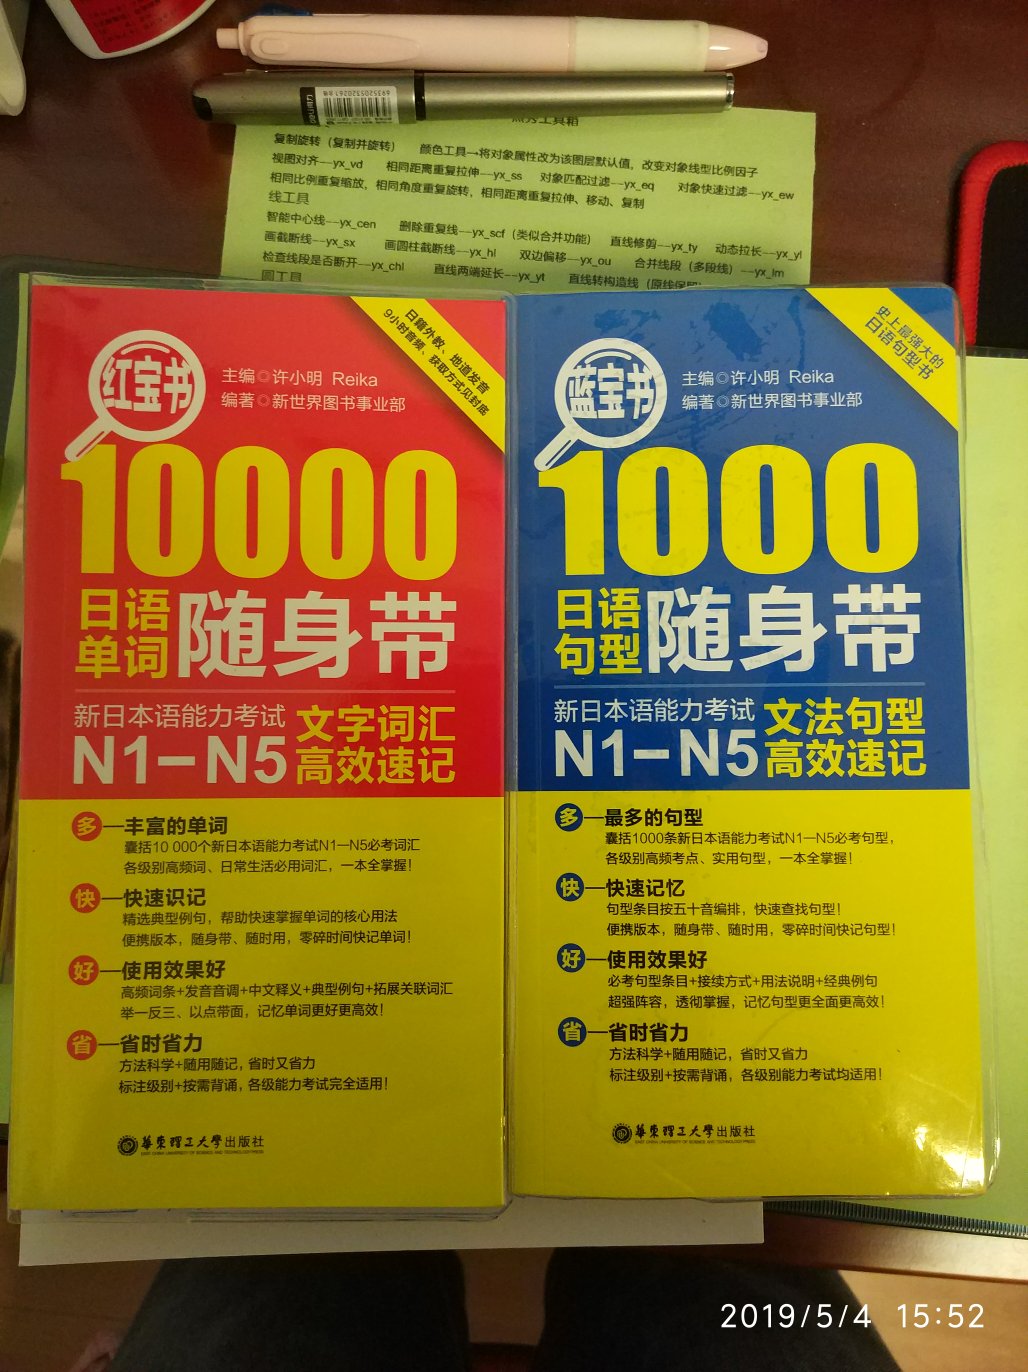 复制旋转（复制并旋转） 颜色工具→将对象属性改为该图层默认值，改变对象线型比例因子
视图对齐---yx_vd 相同距离重复拉伸---yx_ss 对象匹配过滤---yx_eq 对象快速过滤---yx_ew
相同比例重复缩放，相同角度重复旋转，相同距离重复拉伸、移动、复制
线工具
智能中心线---yx_cen 删除重复线---yx_scf（类似合并功能） 直线修剪---yx_ty 动态拉长---yx_yl
画截断线---yx_sx 画圆柱截断线---yx_hl 双边偏移---yx_ou 合并线段（多段线）---yx_lm
检查线段是否断开---yx_chl 直线两端延长---yx_yt 直线转构造线
圆工具
日籍外教、地道发音
9小时音频、获取方式见封底
红宝书
主编◎许小明 Reika
编著◎新世界图书事业部
10000
日语
单词
随身带
新日本语能力考试
N1-N5
文字词汇
高效速记
多—丰富的单词
囊括10 000个新日本语能力考试N1—N5必考词汇
各级别高频词、日常生活必用词汇，一本全掌握！
快—快速识记
精选典型例句，帮助快速掌握单词的核心用法
便携版本，随身带、随时用，零碎时间快记单词！
好—使用效果好
高频词条+发音音调+中文释义+典型例句+拓展关联词汇
举一反三、以点带面，记忆单词更好更高效！
省—省时省力
方法科学+随用随记，省时又省力
标注级别+按需背诵，各级能力考试完全适用！
華東理工大學出版社
EAST CHINA UNIVERSITY OF SCIENCE AND TECHNOLOGY PRESS
史上最强大的
日语句型书
蓝宝书
主编◎许小明 Reika
编著◎新世界图书事业部
1000
日语
句型
随身带
新日本语能力考试
N1-N5
文法句型
高效速记
多—最多的句型
囊括1000条新日本语能力考试N1—N5必考句型，
各级别高频考点、实用句型，一本全掌握！
快—快速记忆
句型条目按五十音编排，快速查找句型！
便携版本，随身带、随时用，零碎时间快记句型！
好—使用效果好
必考句型条目+接续方式+用法说明+经典例句
超强阵容，透彻掌握，记忆句型更全面更高效！
省—省时省力
方法科学+随用随记，省时又省力
标注级别+按需背诵，各级别能力考试均适用！
華東理工大學出版社
EAST CHINA UNIVERSITY OF SCIENCE AND TECHNOLOGY PRESS
2019/5/4 15:52